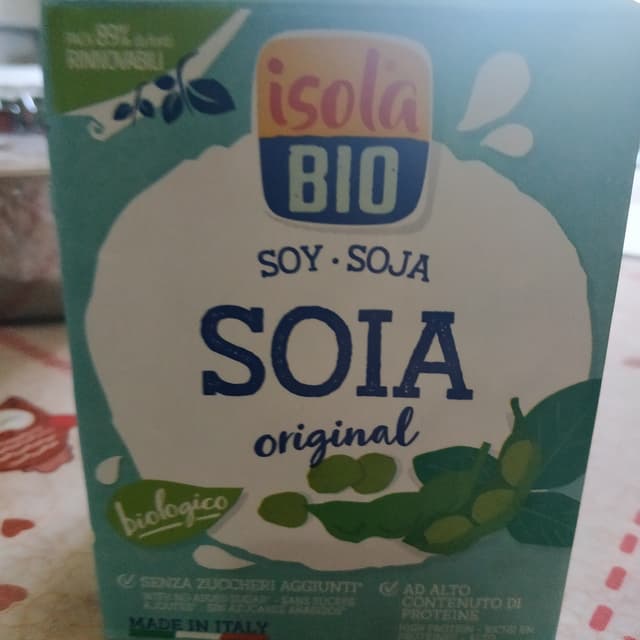 85%
RINNOVABILI
isola
BIO
SOY · SOJA
SOIA
original
biologico
SENZA ZUCCHERI AGGIUNTI*
AD ALTO
CONTENUTO DI
PROTEINE
MADE IN ITALY